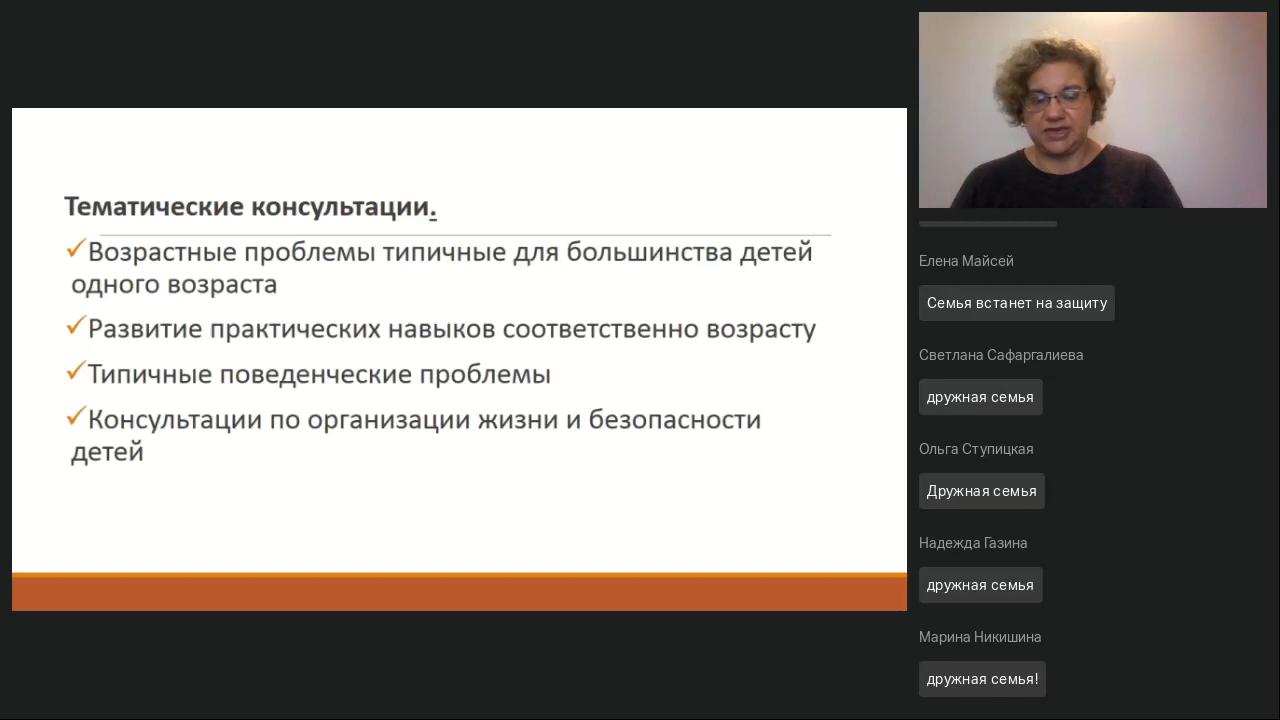 Тематические консультации.
✓Возрастные проблемы типичные для большинства детей
одного возраста
✓Развитие практических навыков соответственно возрасту
✓Типичные поведенческие проблемы
✓Консультации по организации жизни и безопасности
детей
Елена Майсей
Семья встанет на защиту
Светлана Сафаргалиева
дружная семья
Ольга Ступицкая
Дружная семья
Надежда Газина
дружная семья
Марина Никишина
дружная семья!